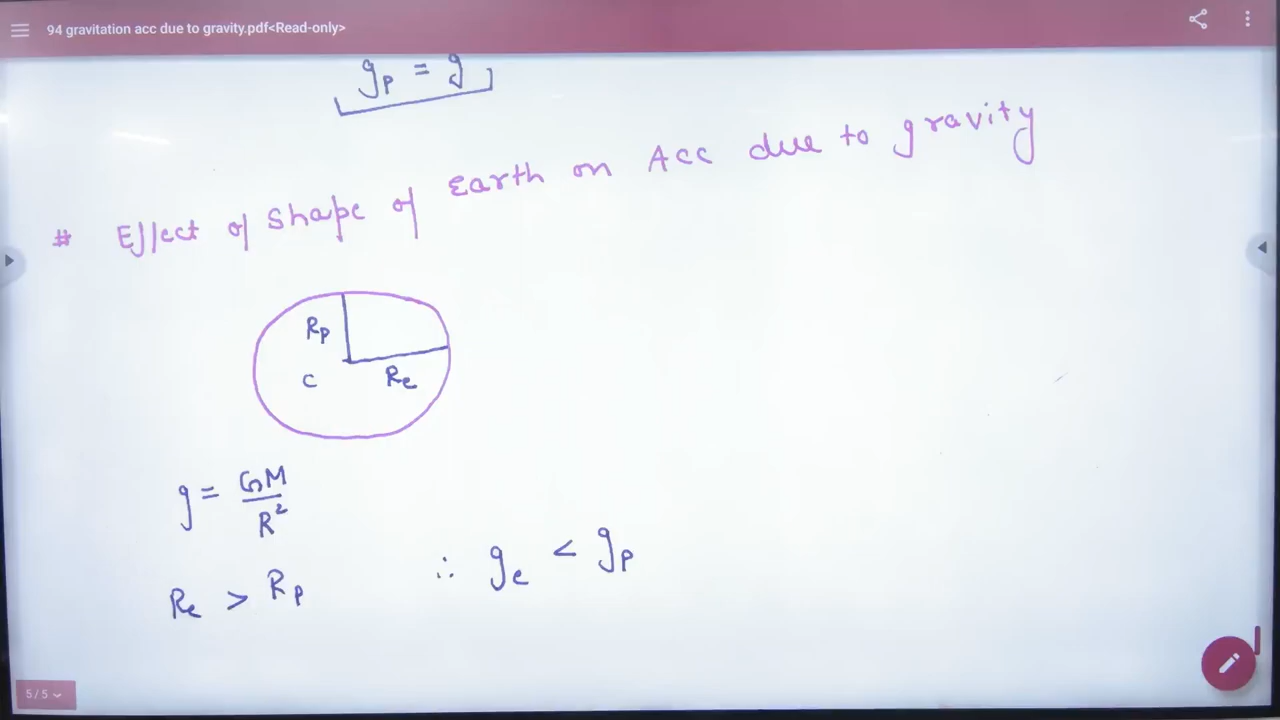 94 gravitation acc due to gravity.pdf<Read-only>
gp = g
# Effect of Shape of Earth on Acc due to gravity
Rp
C
Re
g = GM/R²
Re > Rp ∴ ge < gp
5/5